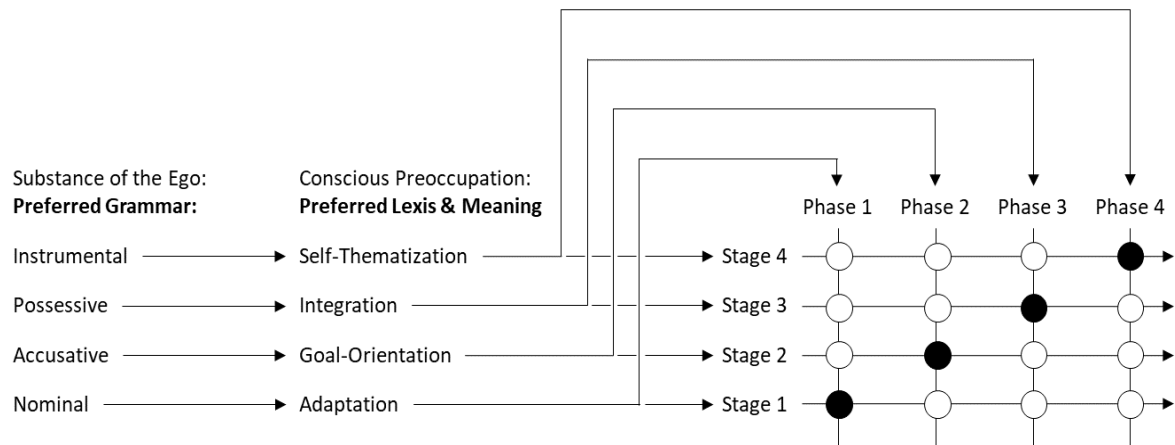 Substance of the Ego:
Preferred Grammar:
Conscious Preoccupation:
Preferred Lexis & Meaning
Phase 1 Phase 2 Phase 3 Phase 4
Instrumental Self-Thematization Stage 4
Possessive Integration Stage 3
Accusative Goal-Orientation Stage 2
Nominal Adaptation Stage 1